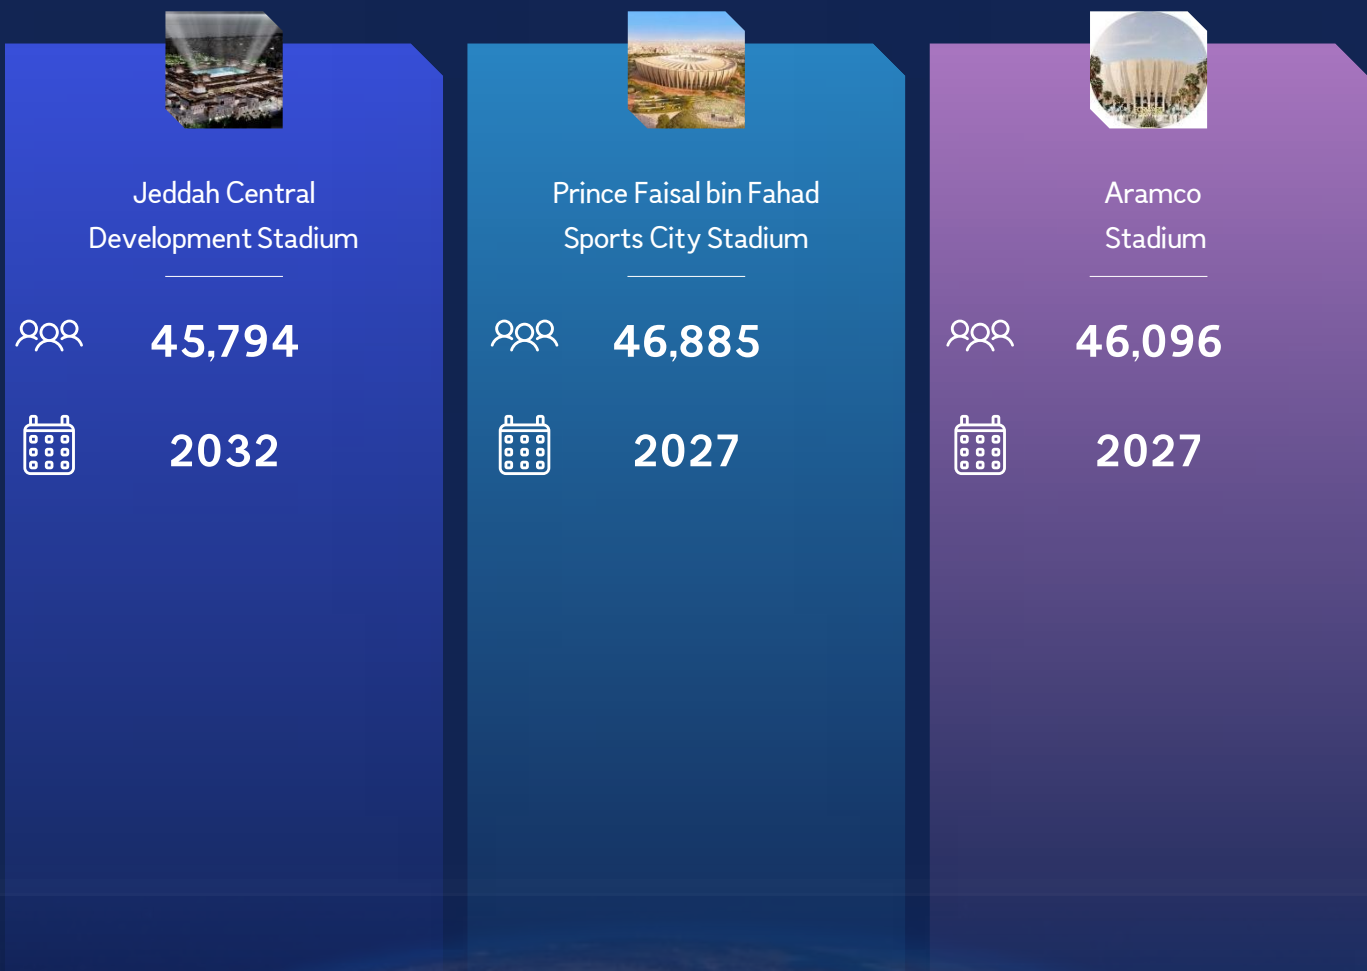 Jeddah Central
Development Stadium
45,794
2032
Prince Faisal bin Fahad
Sports City Stadium
46,885
2027
Aramco
Stadium
46,096
2027